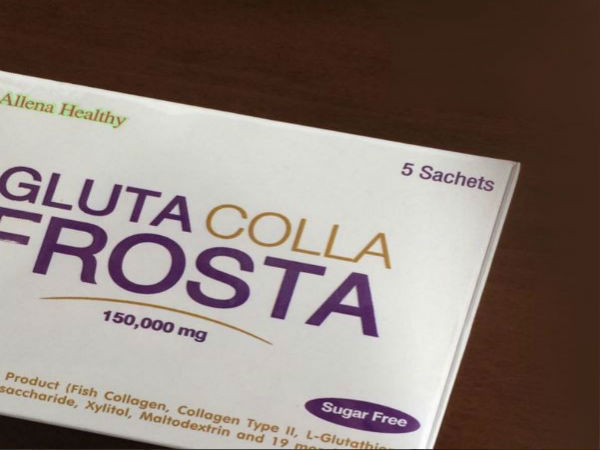 Allena Healthy
5 Sachets
GLUTA COLLA
FROSTA
150,000 mg
Sugar Free
Product (Fish Collagen, Collagen Type II,
saccharide, Xylitol, Maltodextrin and 19